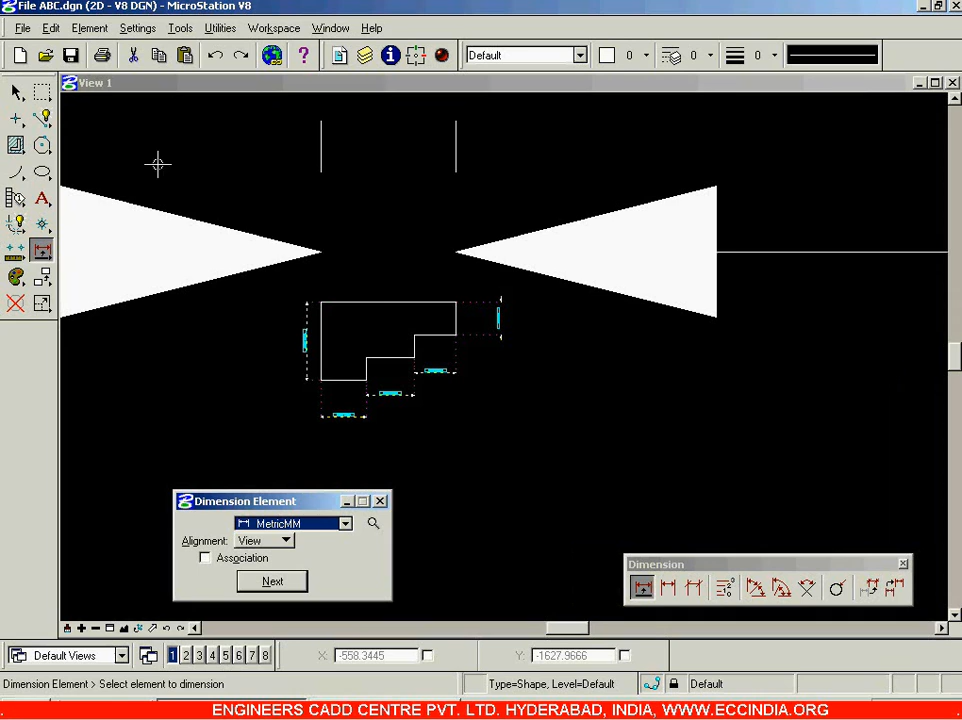 File ABC.dgn (2D - V8 DGN) - MicroStation V8
File Edit Element Settings Tools Utilities Workspace Window Help
Default 0 0 0
View 1
Dimension Element
MetricMM
Alignment: View
Association
Next
Dimension
Default Views 1 2 3 4 5 6 7 8 X: -558.3445 Y: -1627.9666
Dimension Element > Select element to dimension Type=Shape, Level=Default Default
ENGINEERS CADD CENTRE PVT. LTD. HYDERABAD, INDIA, WWW.ECCINDIA.ORG